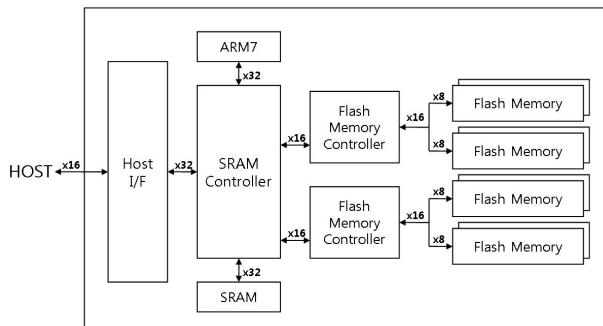 ARM7
x32
HOST
x16
Host
I/F
x32
SRAM
Controller
x32
SRAM
x16
Flash
Memory
Controller
x16
x8
Flash Memory
x8
Flash Memory
x16
Flash
Memory
Controller
x16
x8
Flash Memory
x8
Flash Memory